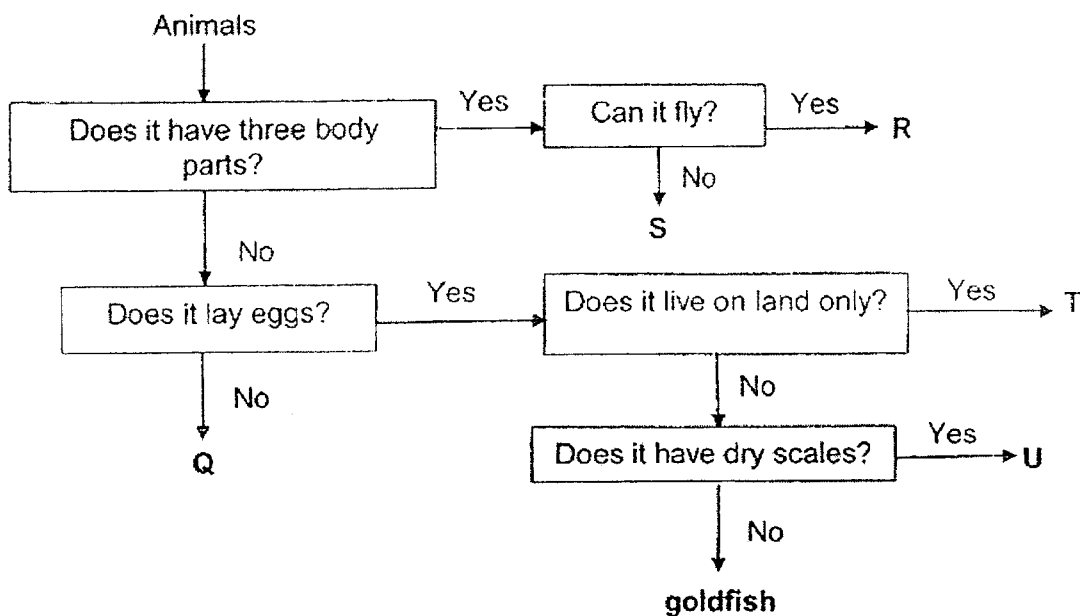 Animals
Does it have three body
parts?
Yes
Can it fly?
Yes
R
No
S
No
Does it lay eggs?
Yes
Does it live on land only?
Yes
T
No
Q
No
Does it have dry scales?
Yes
U
No
goldfish